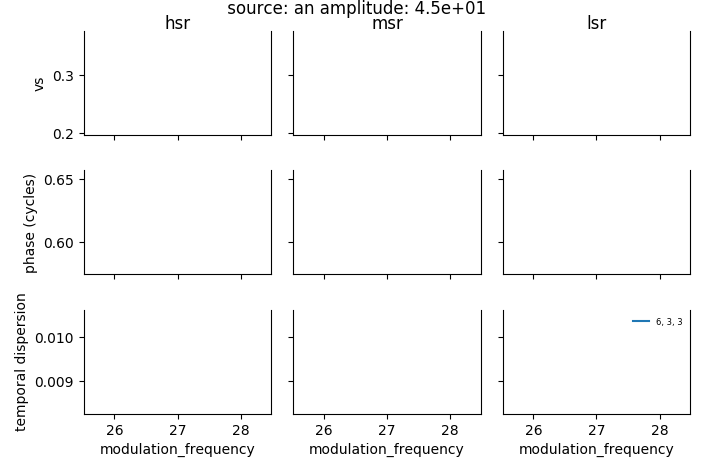 source: an amplitude: 4.5e+01
hsr
msr
lsr
vs
0.3
0.2
phase (cycles)
0.65
0.60
temporal dispersion
0.010
0.009
6, 3, 3
26 27 28
26 27 28
26 27 28
modulation_frequency
modulation_frequency
modulation_frequency